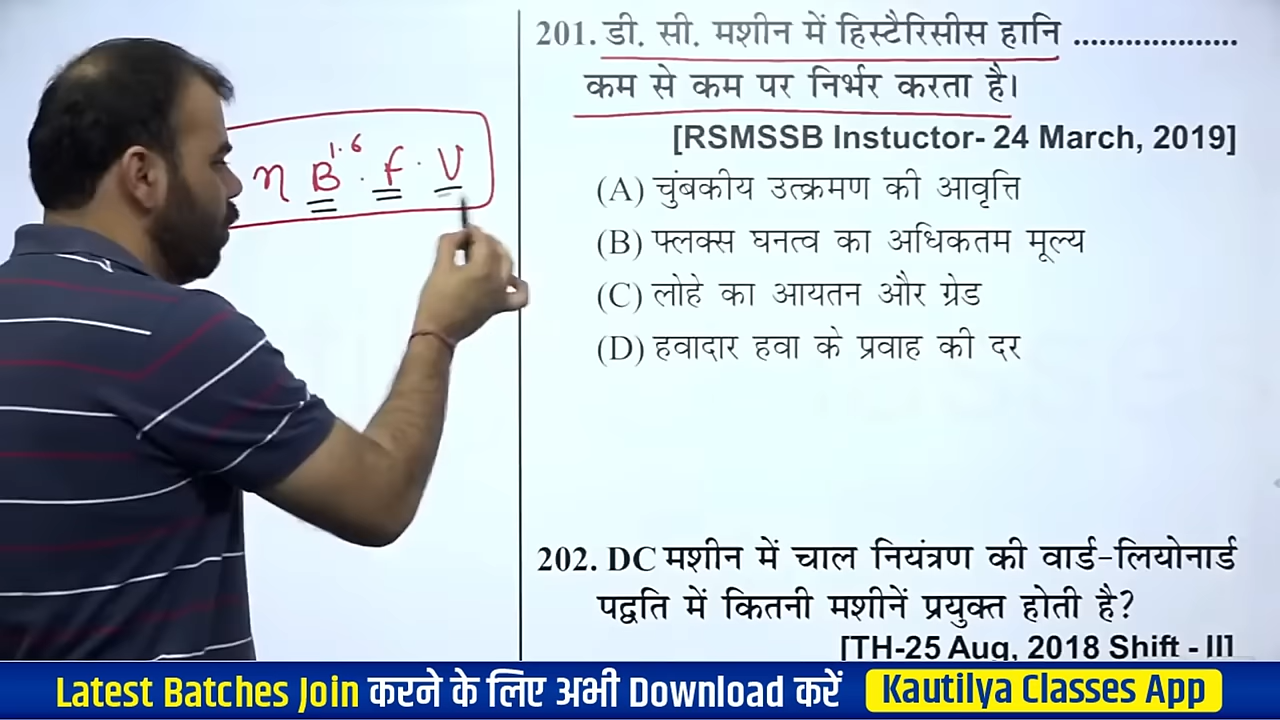 η B^1.6 . f . V
201. डी. सी. मशीन में हिस्टैरिसीस हानि ...................
कम से कम पर निर्भर करता है।
[RSMSSB Instuctor- 24 March, 2019]
(A) चुंबकीय उत्क्रमण की आवृत्ति
(B) फ्लक्स घनत्व का अधिकतम मूल्य
(C) लोहे का आयतन और ग्रेड
(D) हवादार हवा के प्रवाह की दर
202. DC मशीन में चाल नियंत्रण की वार्ड-लियोनार्ड
पद्वति में कितनी मशीनें प्रयुक्त होती है?
[TH-25 Aug, 2018 Shift - II]
Latest Batches Join करने के लिए अभी Download करें Kautilya Classes App